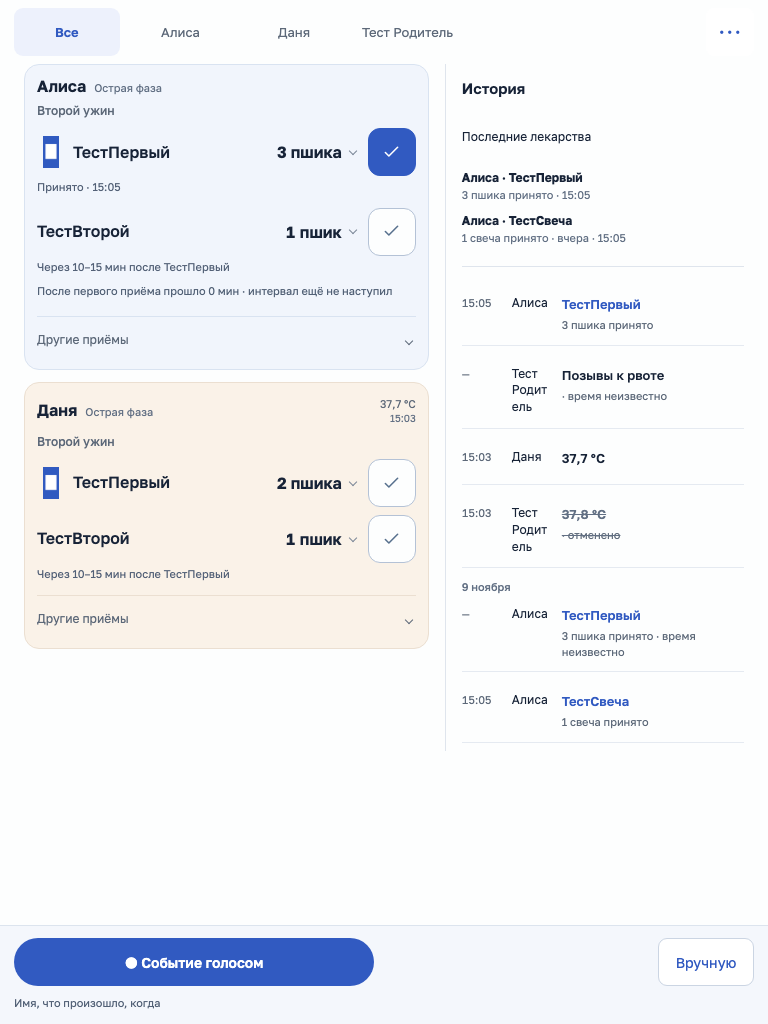 Все
Алиса
Даня
Тест Родитель
Алиса Острая фаза
Второй ужин
ТестПервый 3 пшика
Принято · 15:05
ТестВторой 1 пшик
Через 10–15 мин после ТестПервый
После первого приёма прошло 0 мин · интервал ещё не наступил
Другие приёмы
Даня Острая фаза 37,7 °C
15:03
Второй ужин
ТестПервый 2 пшика
ТестВторой 1 пшик
Через 10–15 мин после ТестПервый
Другие приёмы
История
Последние лекарства
Алиса · ТестПервый
3 пшика принято · 15:05
Алиса · ТестСвеча
1 свеча принято · вчера · 15:05
15:05 Алиса ТестПервый
3 пшика принято
— Тест Позывы к рвоте
Родит · время неизвестно
ель
15:03 Даня 37,7 °C
15:03 Тест 37,8 °C
Родит · отменено
ель
9 ноября
— Алиса ТестПервый
3 пшика принято · время
неизвестно
15:05 Алиса ТестСвеча
1 свеча принято
Событие голосом
Вручную
Имя, что произошло, когда